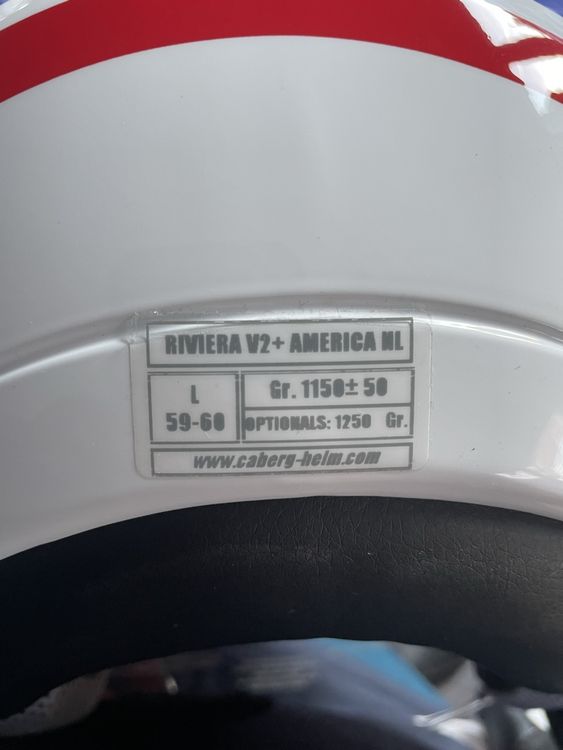 RIVIERA V2+ AMERICA NL
L
59-60
Gr. 1150± 50
OPTIONALS: 1250 Gr.
www.caberg-helm.com